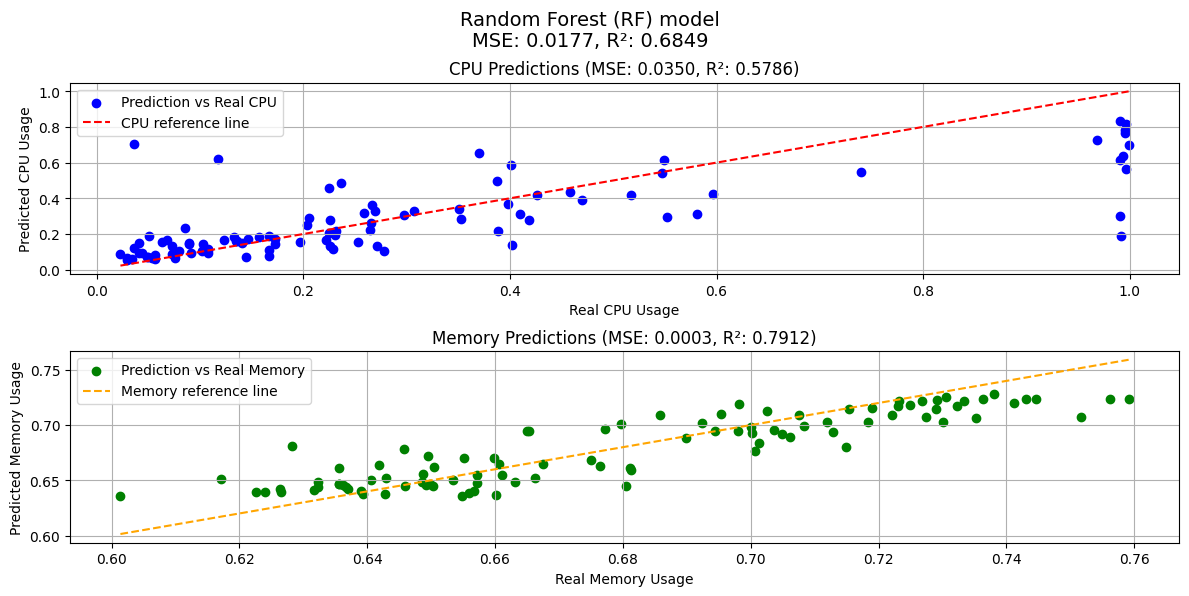 Random Forest (RF) model
MSE: 0.0177, R²: 0.6849
CPU Predictions (MSE: 0.0350, R²: 0.5786)
Prediction vs Real CPU
CPU reference line
Predicted CPU Usage
1.0
0.8
0.6
0.4
0.2
0.0
0.0 0.2 0.4 0.6 0.8 1.0
Real CPU Usage
Memory Predictions (MSE: 0.0003, R²: 0.7912)
Prediction vs Real Memory
Memory reference line
Predicted Memory Usage
0.75
0.70
0.65
0.60
0.60 0.62 0.64 0.66 0.68 0.70 0.72 0.74 0.76
Real Memory Usage